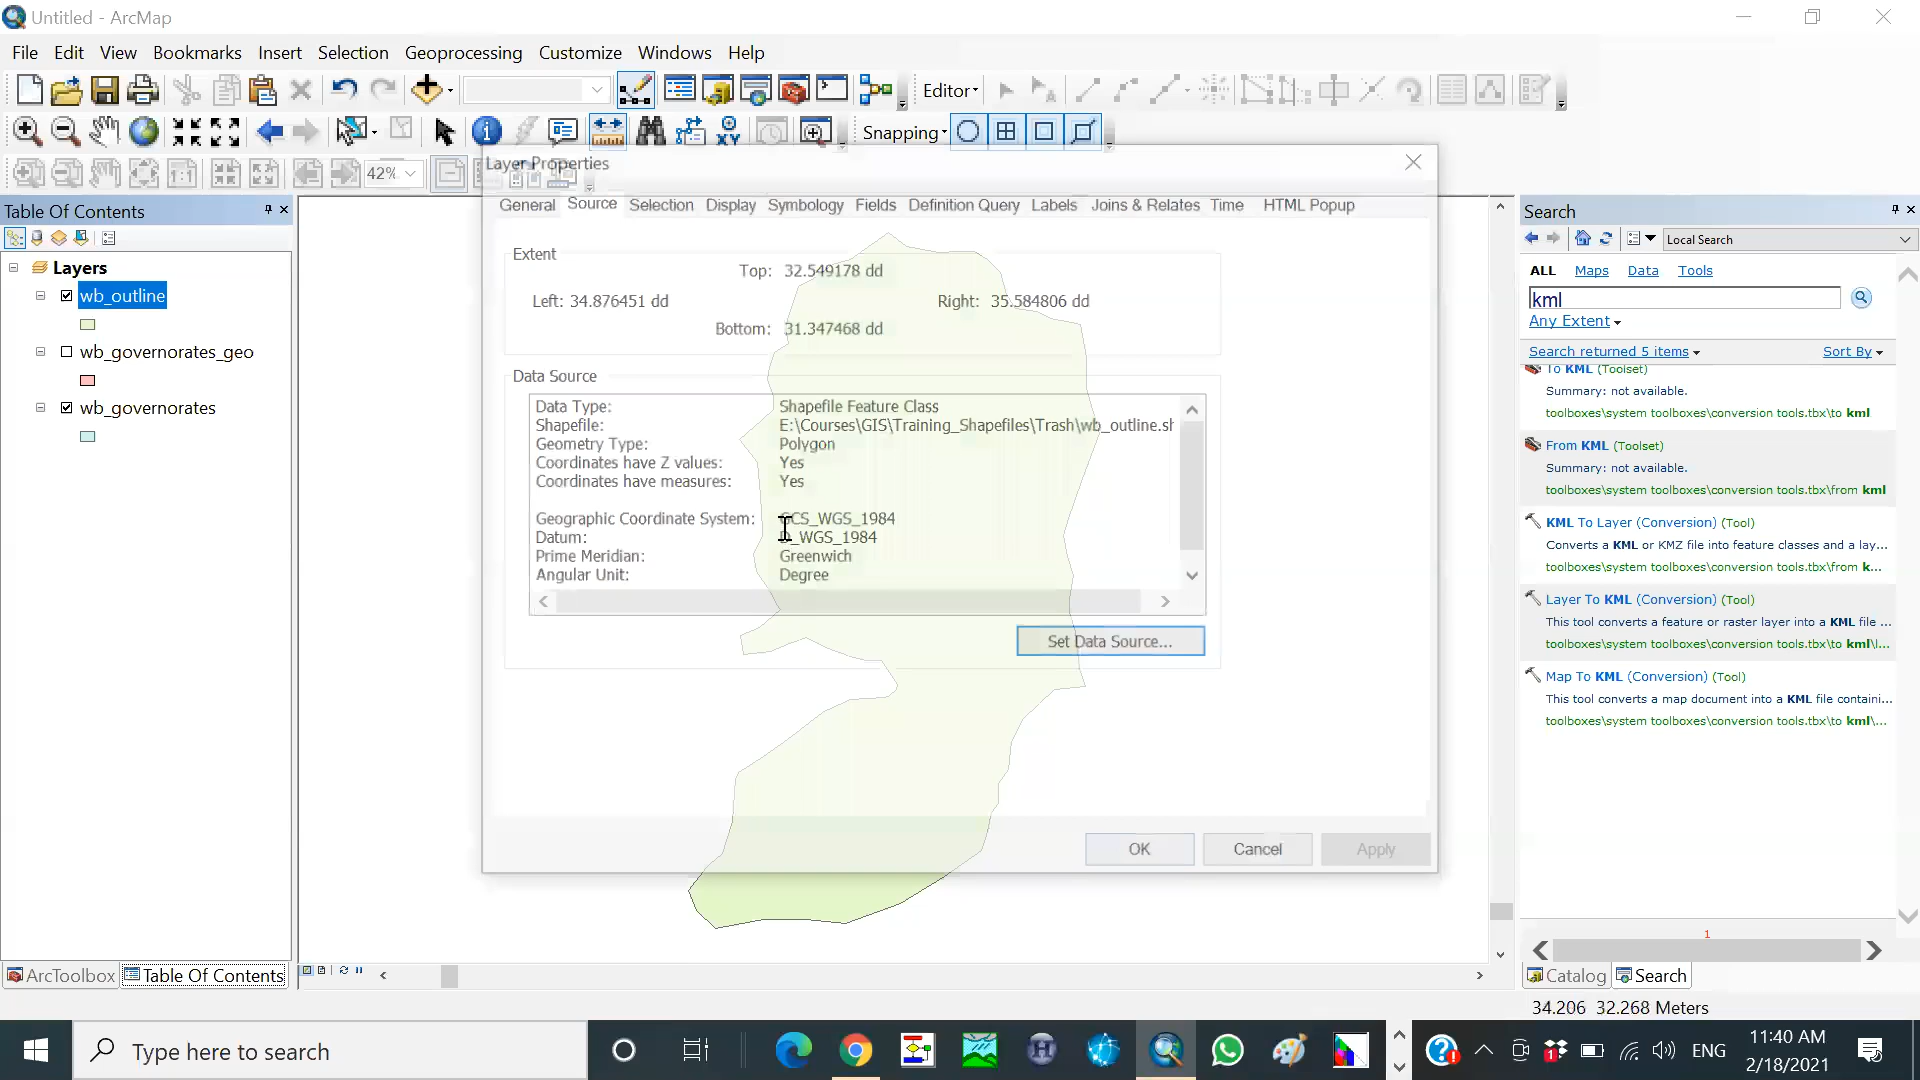 Untitled - ArcMap
File Edit View Bookmarks Insert Selection Geoprocessing Customize Windows Help
Editor
Snapping
42%
Table Of Contents
Layers
wb_outline
wb_governorates_geo
wb_governorates
ArcToolbox Table Of Contents
Layer Properties
General Source Selection Display Symbology Fields Definition Query Labels Joins & Relates Time HTML Popup
Extent
Top: 32.549178 dd
Left: 34.876451 dd Right: 35.584806 dd
Bottom: 31.347468 dd
Data Source
Data Type: Shapefile Feature Class
Shapefile: E:\Courses\GIS\Training_Shapefiles\Trash\wb_outline.sh
Geometry Type: Polygon
Coordinates have Z values: Yes
Coordinates have measures: Yes
Geographic Coordinate System: GCS_WGS_1984
Datum: D_WGS_1984
Prime Meridian: Greenwich
Angular Unit: Degree
Set Data Source...
OK Cancel Apply
Search
Local Search
ALL Maps Data Tools
kml
Any Extent
Search returned 5 items Sort By
To KML (Toolset)
Summary: not available.
toolboxes\system toolboxes\conversion tools.tbx\to kml
From KML (Toolset)
Summary: not available.
toolboxes\system toolboxes\conversion tools.tbx\from kml
KML To Layer (Conversion) (Tool)
Converts a KML or KMZ file into feature classes and a lay...
toolboxes\system toolboxes\conversion tools.tbx\from k...
Layer To KML (Conversion) (Tool)
This tool converts a feature or raster layer into a KML file ...
toolboxes\system toolboxes\conversion tools.tbx\to kml\l...
Map To KML (Conversion) (Tool)
This tool converts a map document into a KML file containi...
toolboxes\system toolboxes\conversion tools.tbx\to kml\...
1
Catalog Search
34.206 32.268 Meters
Type here to search
ENG
11:40 AM
2/18/2021